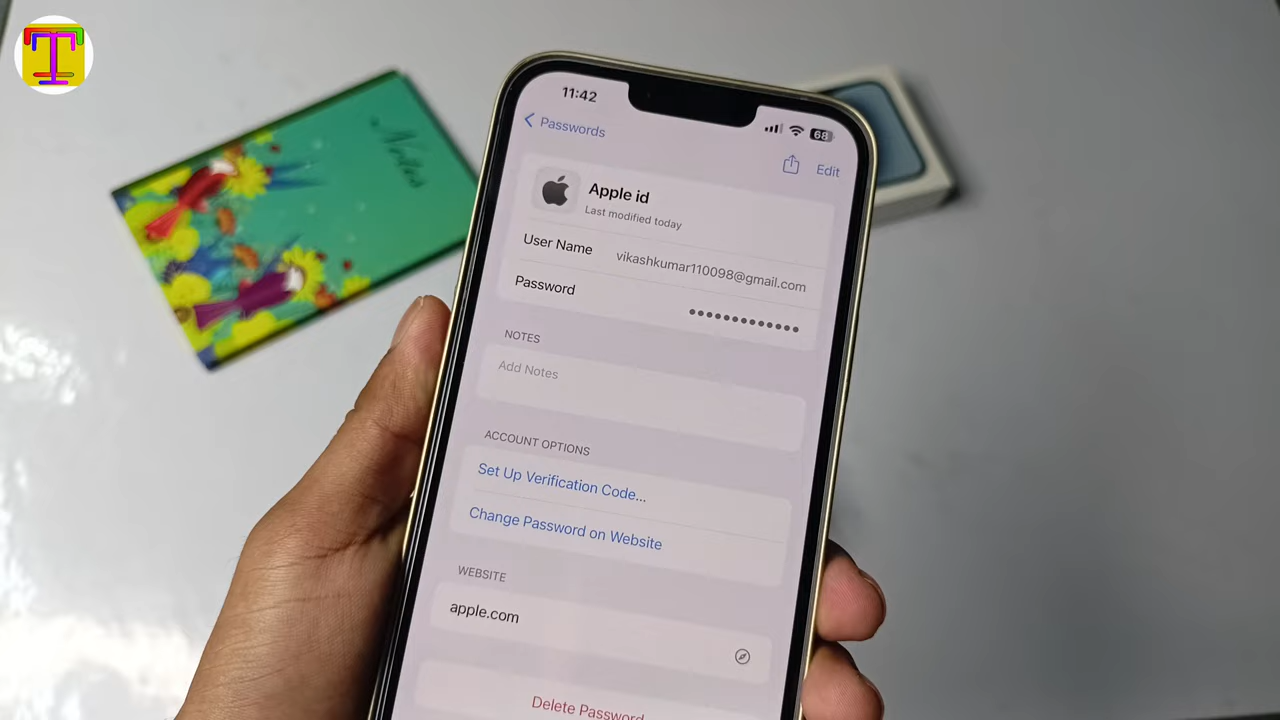 T
Notes
11:42
68
Passwords
Edit
Apple id
Last modified today
User Name vikashkumar110098@gmail.com
Password •••••••••••••
NOTES
Add Notes
ACCOUNT OPTIONS
Set Up Verification Code...
Change Password on Website
WEBSITE
apple.com
Delete Password